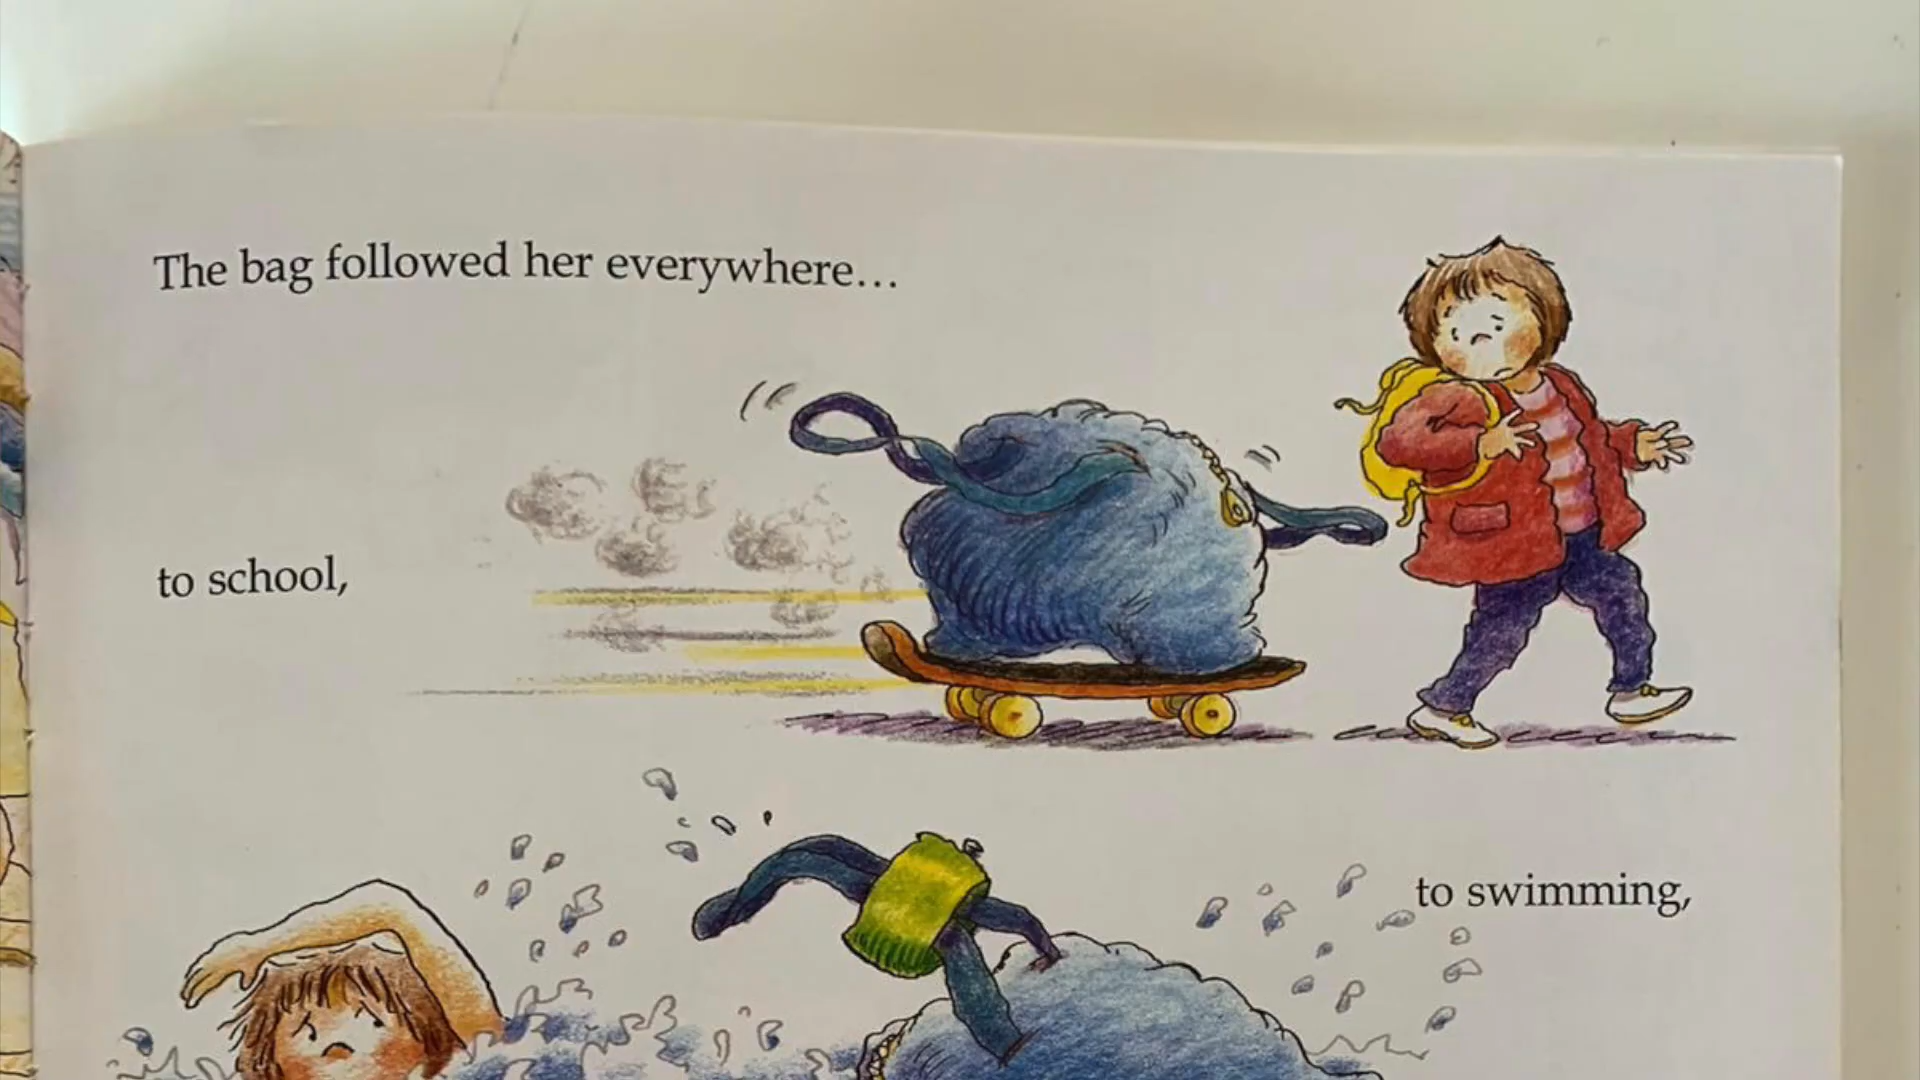 The bag followed her everywhere...
to school,
to swimming,